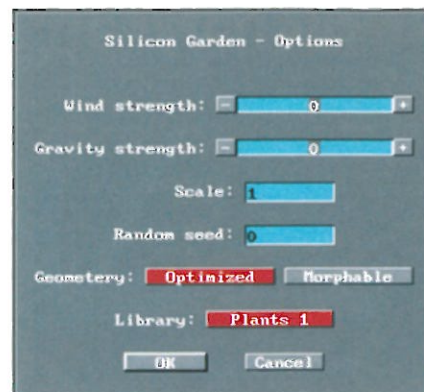 Silicon Garden - Options
Wind strength: - 0 +
Gravity strength: - 0 +
Scale: 1
Random seed: 0
Geometery: Optimized Morphable
Library: Plants 1
OK Cancel